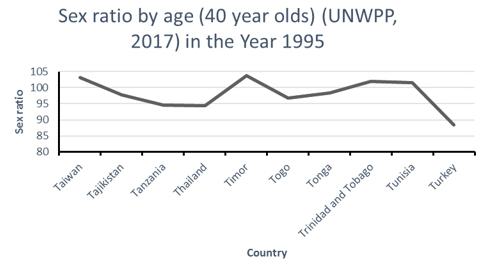 Sex ratio by age (40 year olds) (UNWPP,
2017) in the Year 1995
Sex ratio
105
100
95
90
85
80
Taiwan
Tajikistan
Tanzania
Thailand
Timor
Togo
Tonga
Trinidad and Tobago
Tunisia
Turkey
Country